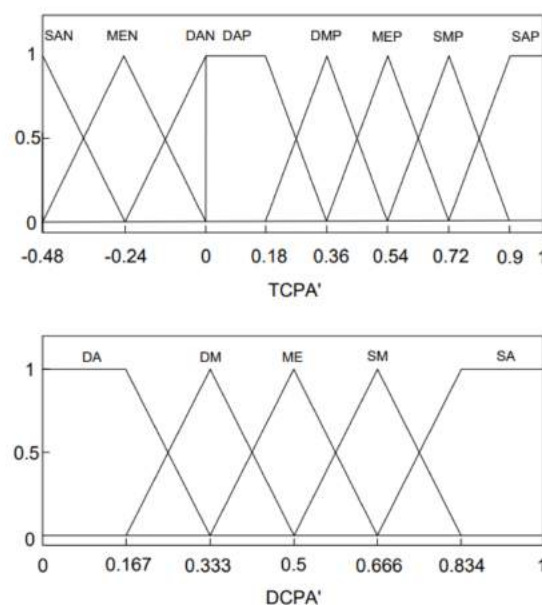 SAN MEN DAN DAP DMP MEP SMP SAP
1
0.5
0
-0.48 -0.24 0 0.18 0.36 0.54 0.72 0.9 1
TCPA'
DA DM ME SM SA
1
0.5
0
0 0.167 0.333 0.5 0.666 0.834 1
DCPA'